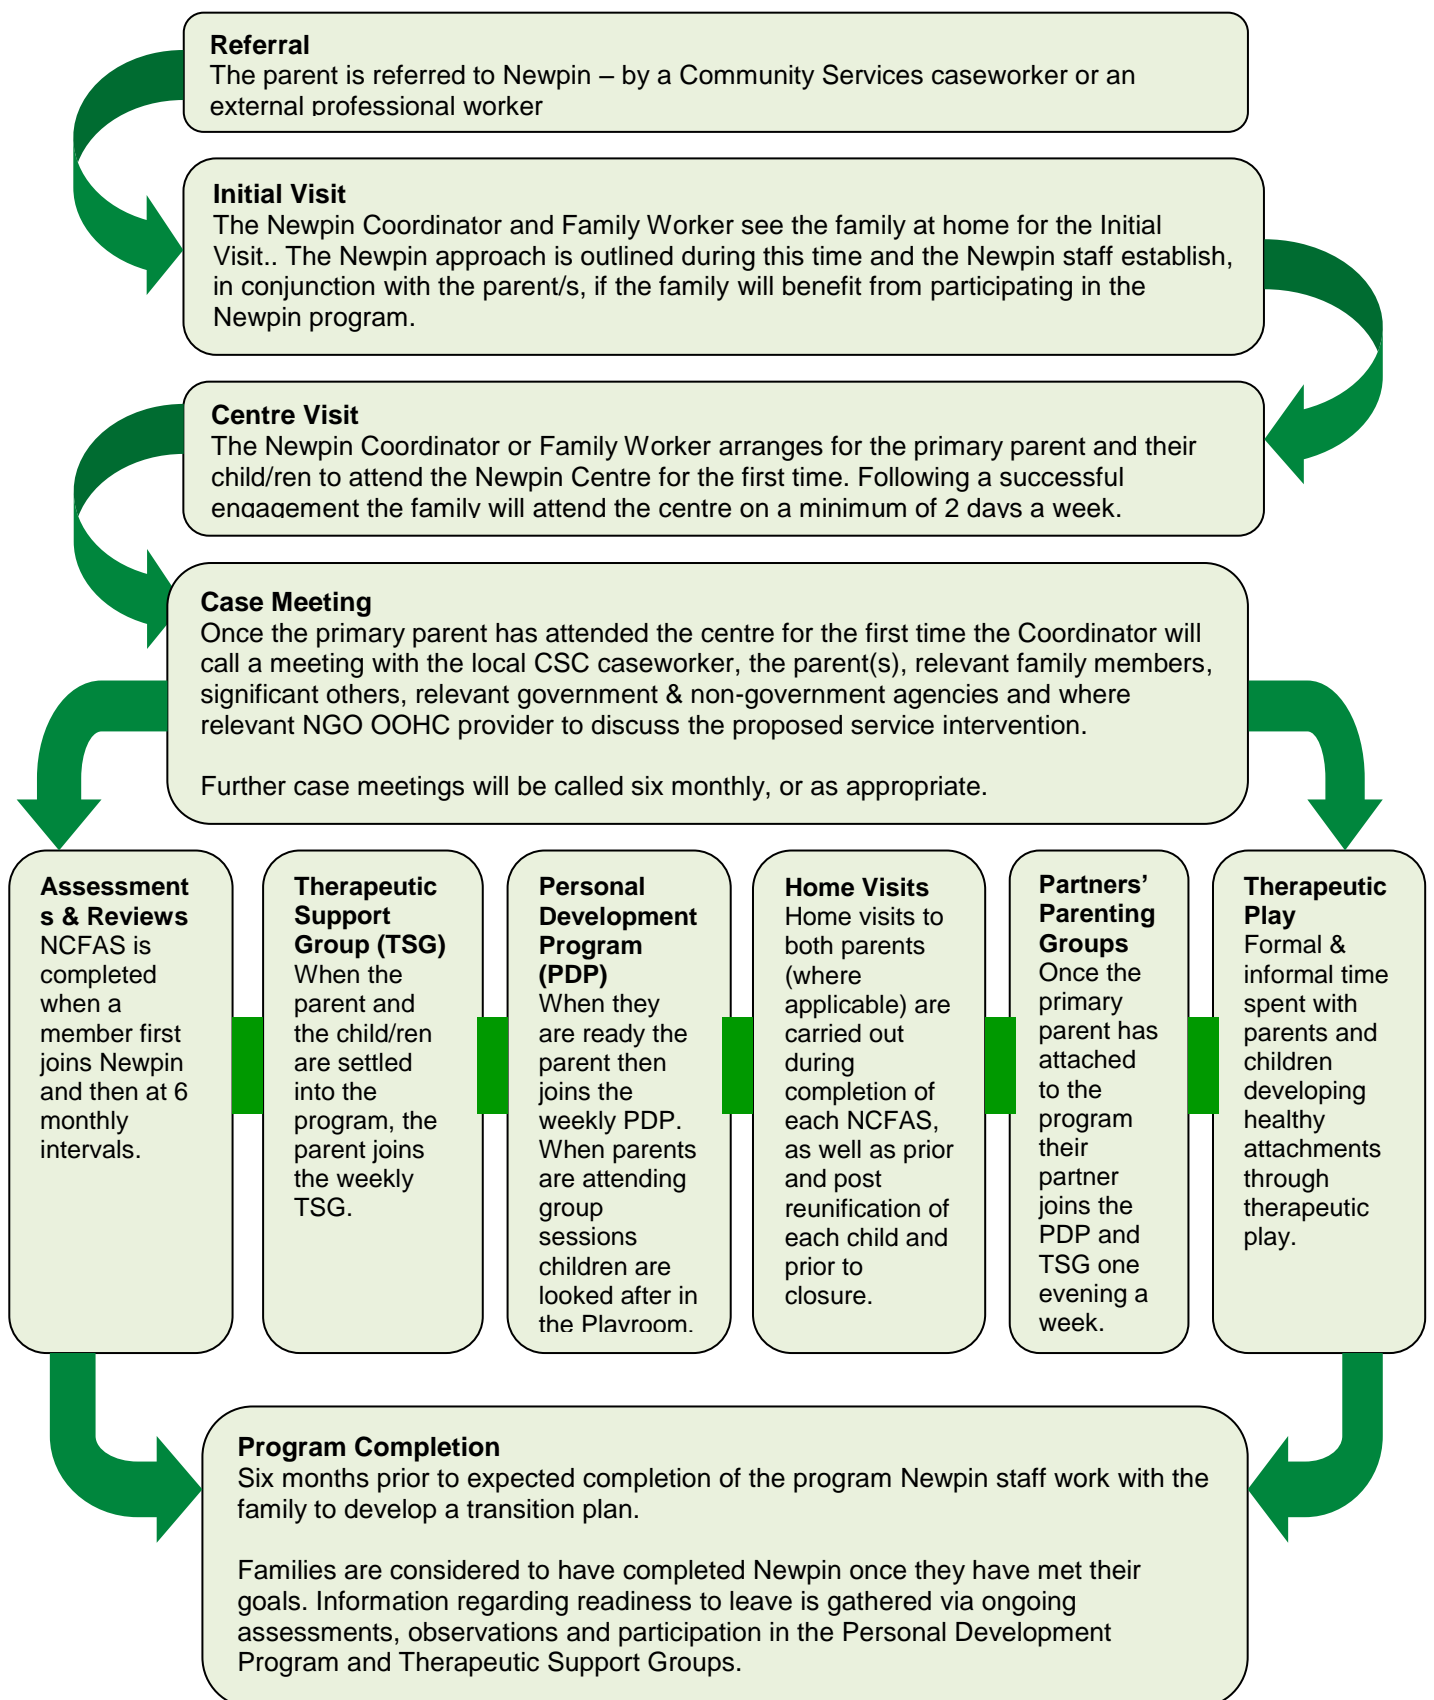 Referral
The parent is referred to Newpin – by a Community Services caseworker or an
external professional worker
Initial Visit
The Newpin Coordinator and Family Worker see the family at home for the Initial
Visit.. The Newpin approach is outlined during this time and the Newpin staff establish,
in conjunction with the parent/s, if the family will benefit from participating in the
Newpin program.
Centre Visit
The Newpin Coordinator or Family Worker arranges for the primary parent and their
child/ren to attend the Newpin Centre for the first time. Following a successful
engagement the family will attend the centre on a minimum of 2 days a week.
Case Meeting
Once the primary parent has attended the centre for the first time the Coordinator will
call a meeting with the local CSC caseworker, the parent(s), relevant family members,
significant others, relevant government & non-government agencies and where
relevant NGO OOHC provider to discuss the proposed service intervention.
Further case meetings will be called six monthly, or as appropriate.
Assessment
s & Reviews
NCFAS is
completed
when a
member first
joins Newpin
and then at 6
monthly
intervals.
Therapeutic
Support
Group (TSG)
When the
parent and
the child/ren
are settled
into the
program, the
parent joins
the weekly
TSG.
Personal
Development
Program
(PDP)
When they
are ready the
parent then
joins the
weekly PDP.
When parents
are attending
group
sessions
children are
looked after in
the Playroom.
Home Visits
Home visits to
both parents
(where
applicable) are
carried out
during
completion of
each NCFAS,
as well as prior
and post
reunification of
each child and
prior to
closure.
Partners’
Parenting
Groups
Once the
primary
parent has
attached
to the
program
their
partner
joins the
PDP and
TSG one
evening a
week.
Therapeutic
Play
Formal &
informal time
spent with
parents and
children
developing
healthy
attachments
through
therapeutic
play.
Program Completion
Six months prior to expected completion of the program Newpin staff work with the
family to develop a transition plan.
Families are considered to have completed Newpin once they have met their
goals. Information regarding readiness to leave is gathered via ongoing
assessments, observations and participation in the Personal Development
Program and Therapeutic Support Groups.